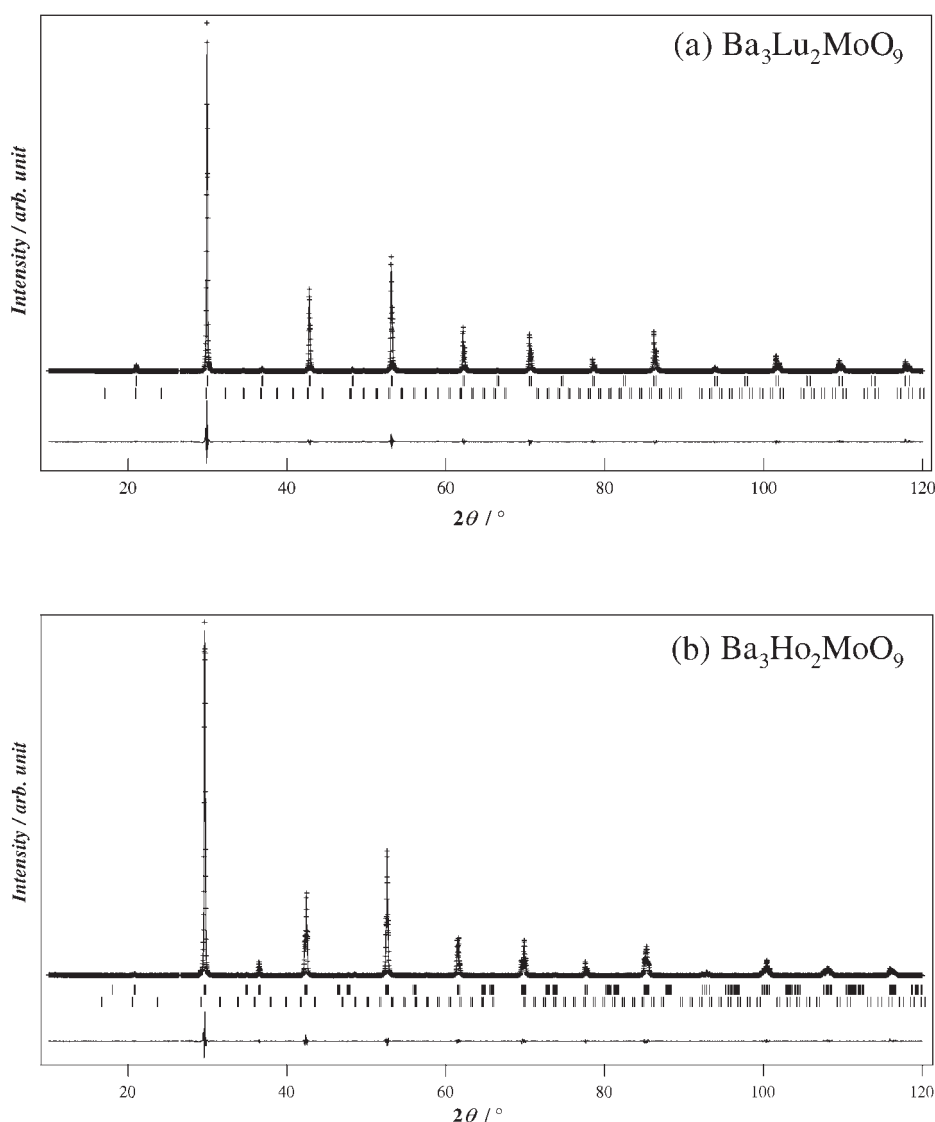 (a) Ba₃Lu₂MoO₉
Intensity / arb. unit
20 40 60 80 100 120
2θ / °
(b) Ba₃Ho₂MoO₉
Intensity / arb. unit
20 40 60 80 100 120
2θ / °